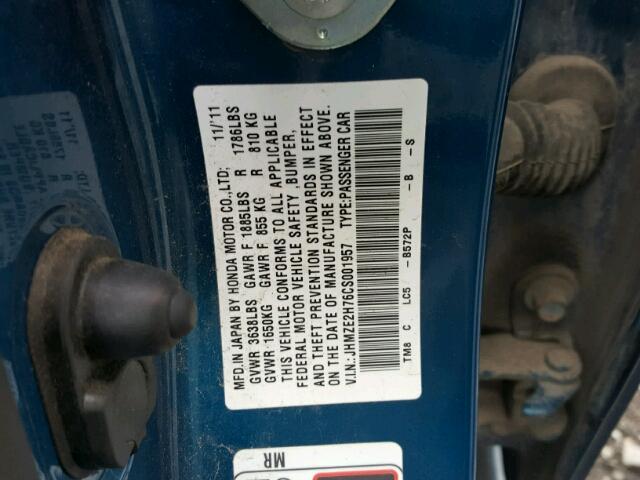 MFD.IN JAPAN BY HONDA MOTOR CO.,LTD; 11/'11
GVWR 3638LBS GAWR F 1885LBS R 1786LBS
GVWR 1650KG GAWR F 855 KG R 810 KG
THIS VEHICLE CONFORMS TO ALL APPLICABLE
FEDERAL MOTOR VEHICLE SAFETY ,BUMPER,
AND THEFT PREVENTION STANDARDS IN EFFECT
ON THE DATE OF MANUFACTURE SHOWN ABOVE.
V.I.N.:JHMZE2H76CS001957 TYPE:PASSENGER CAR
TM8 C LC5 -B572P -B -S
MR